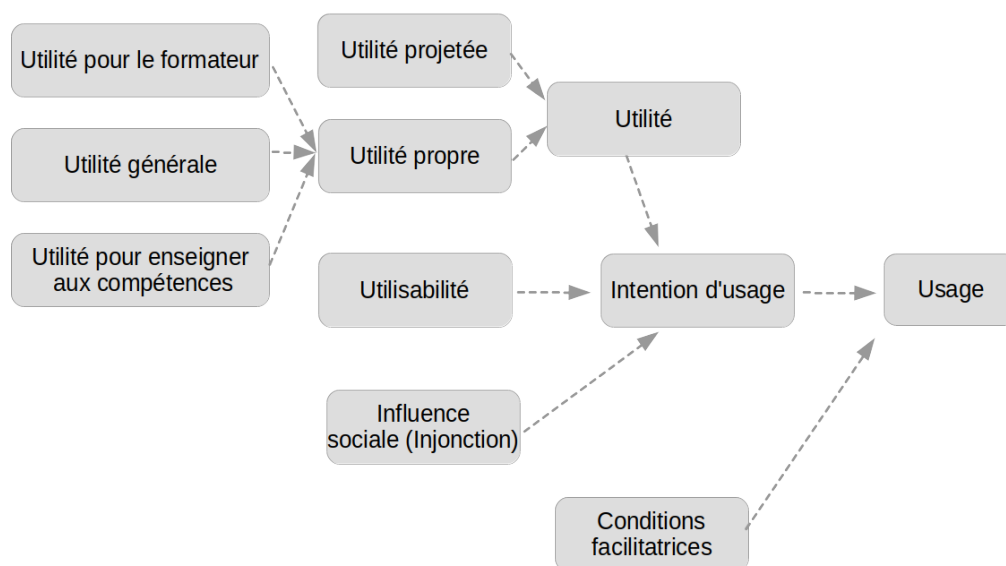 Utilité pour le formateur
Utilité projetée
Utilité
Utilité générale
Utilité propre
Utilité pour enseigner
aux compétences
Utilisabilité
Intention d'usage
Usage
Influence
sociale (Injonction)
Conditions
facilitatrices